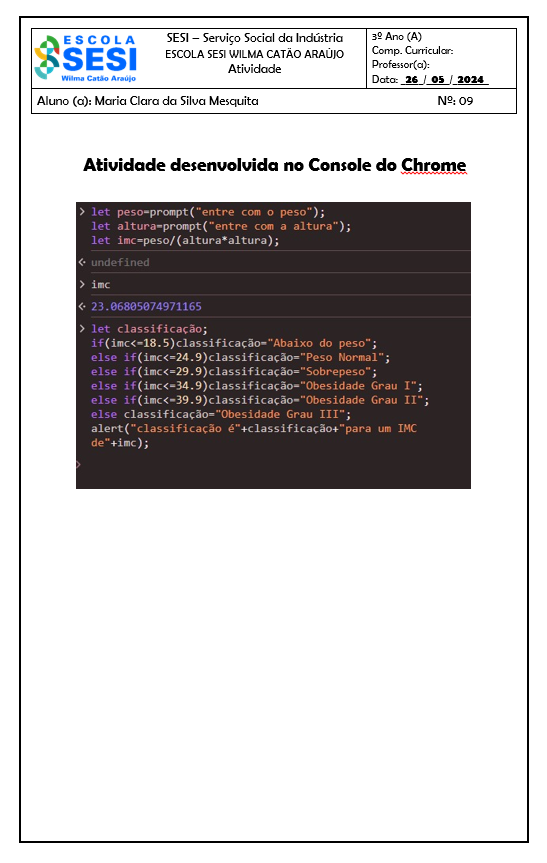 ESCOLA
SESI
Wilma Catão Araújo
SESI – Serviço Social da Indústria
ESCOLA SESI WILMA CATÃO ARAÚJO
Atividade
3º Ano (A)
Comp. Curricular:
Professor(a):
Data: _26_/_05_/_2024_
Aluno (a): Maria Clara da Silva Mesquita Nº: 09
Atividade desenvolvida no Console do Chrome
> let peso=prompt("entre com o peso");
let altura=prompt("entre com a altura");
let imc=peso/(altura*altura);
<· undefined
> imc
<· 23.06805074971165
> let classificação;
if(imc<=18.5)classificação="Abaixo do peso";
else if(imc<=24.9)classificação="Peso Normal";
else if(imc<=29.9)classificação="Sobrepeso";
else if(imc<=34.9)classificação="Obesidade Grau I";
else if(imc<=39.9)classificação="Obesidade Grau II";
else classificação="Obesidade Grau III";
alert("classificação é"+classificação+"para um IMC
de"+imc);
>